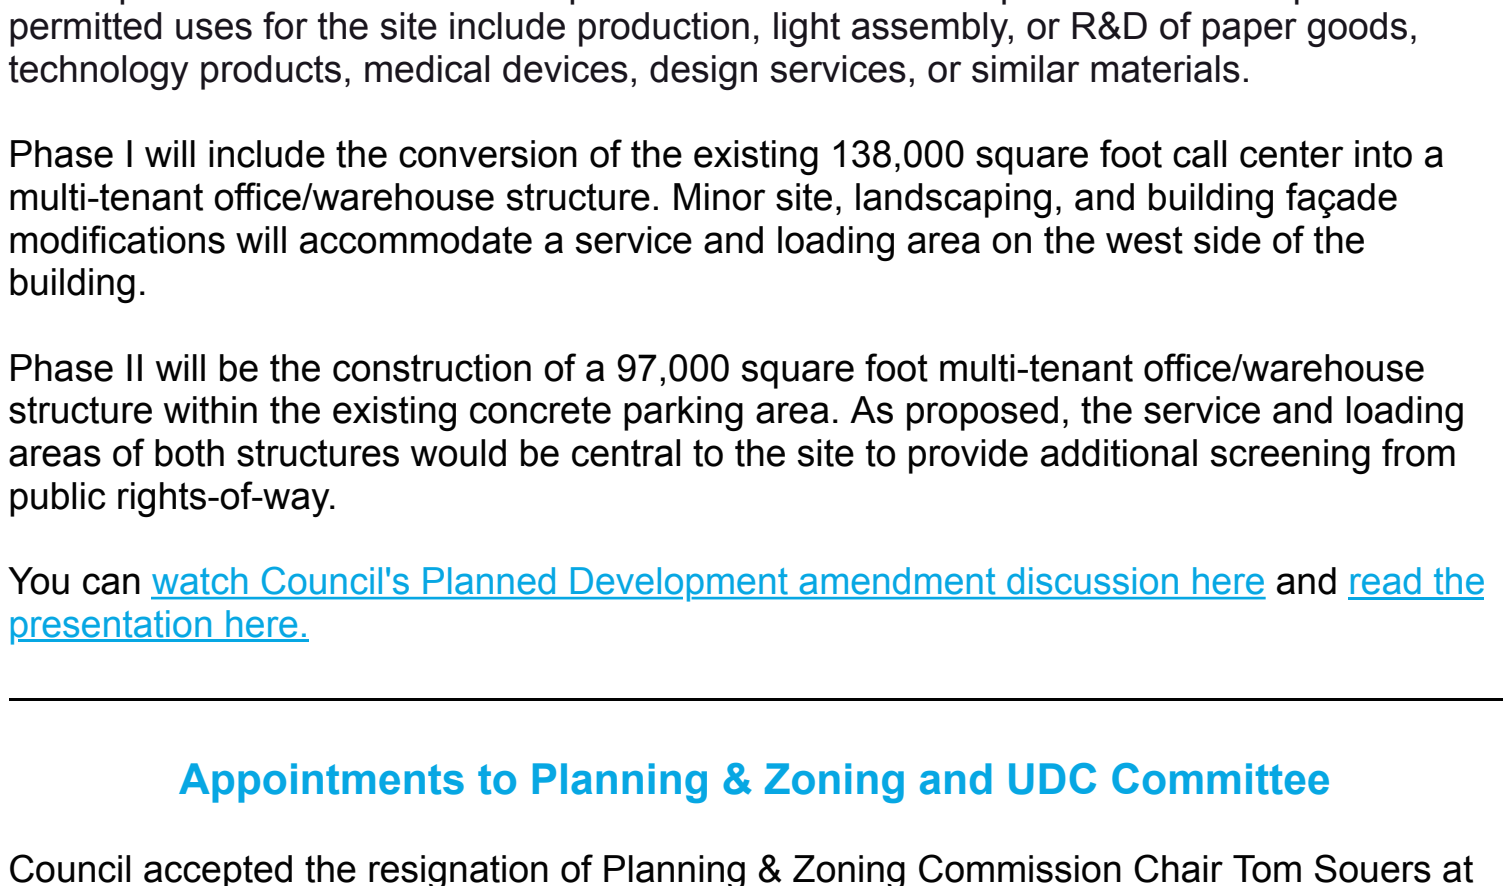 permitted uses for the site include production, light assembly, or R&D of paper goods,
technology products, medical devices, design services, or similar materials.
Phase I will include the conversion of the existing 138,000 square foot call center into a
multi-tenant office/warehouse structure. Minor site, landscaping, and building façade
modifications will accommodate a service and loading area on the west side of the
building.
Phase II will be the construction of a 97,000 square foot multi-tenant office/warehouse
structure within the existing concrete parking area. As proposed, the service and loading
areas of both structures would be central to the site to provide additional screening from
public rights-of-way.
You can watch Council's Planned Development amendment discussion here and read the
presentation here.
Appointments to Planning & Zoning and UDC Committee
Council accepted the resignation of Planning & Zoning Commission Chair Tom Souers at